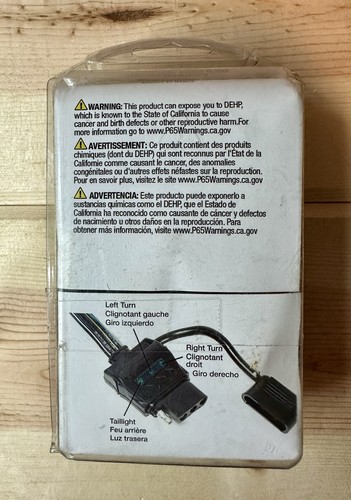 WARNING: This product can expose you to DEHP,
which is known to the State of California to cause
cancer and birth defects or other reproductive harm.For
more information go to www.P65Warnings.ca.gov
AVERTISSEMENT: Ce produit contient des produits
chimiques (dont du DEHP) qui sont reconnus par l'État de la
Californie comme causant le cancer, des anomalies
congénitales ou d'autres effets néfastes sur la reproduction.
Pour en savoir plus, visitez le site www.P65Warnings.ca.gov
ADVERTENCIA: Este producto puede exponerlo a
sustancias químicas como el DEHP, que el Estado de
California ha reconocido como causante de cáncer y defectos
de nacimiento u otros daños en la reproducción. Para
obtener más información, visite www.P65Warnings.ca.gov
Left Turn
Clignotant gauche
Giro izquierdo
Right Turn
Clignotant
droit
Giro derecho
Taillight
Feu arrière
Luz trasera